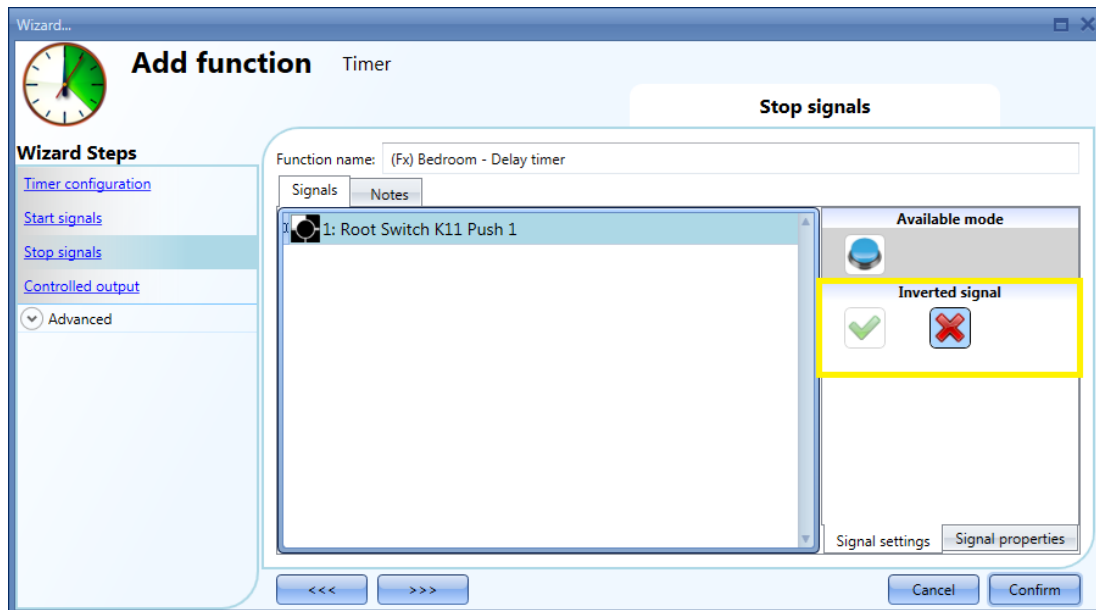 Wizard...
Add function Timer
Stop signals
Wizard Steps
Timer configuration
Start signals
Stop signals
Controlled output
Advanced
Function name: (Fx) Bedroom - Delay timer
Signals Notes
1: Root Switch K11 Push 1
Available mode
Inverted signal
Signal settings Signal properties
<<< >>> Cancel Confirm